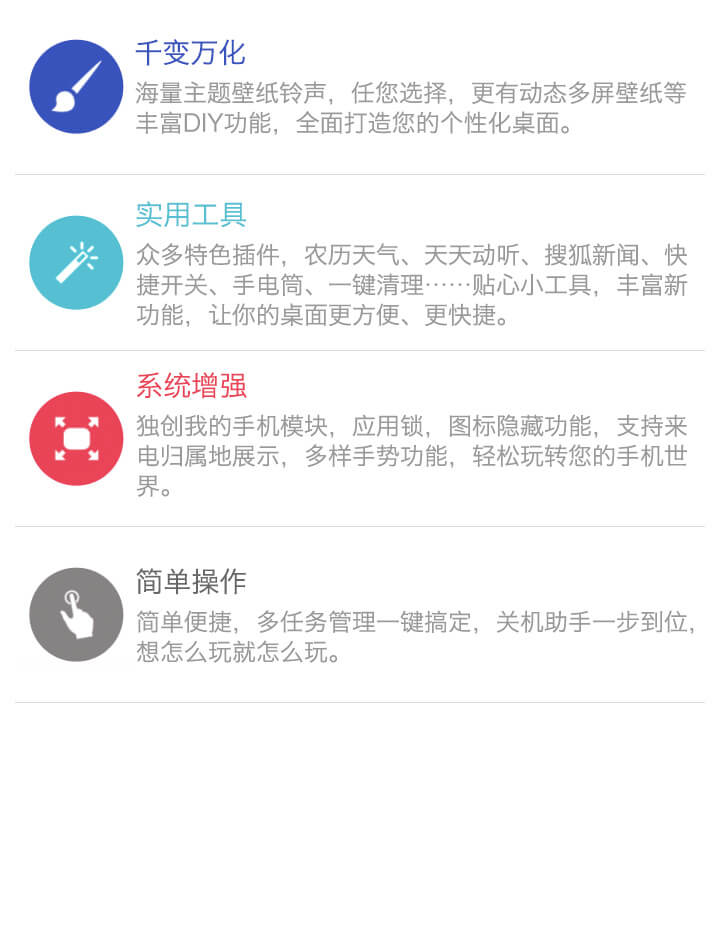 千变万化
海量主题壁纸铃声，任您选择，更有动态多屏壁纸等
丰富DIY功能，全面打造您的个性化桌面。
实用工具
众多特色插件，农历天气、天天动听、搜狐新闻、快
捷开关、手电筒、一键清理……贴心小工具，丰富新
功能，让你的桌面更方便、更快捷。
系统增强
独创我的手机模块，应用锁，图标隐藏功能，支持来
电归属地展示，多样手势功能，轻松玩转您的手机世
界。
简单操作
简单便捷，多任务管理一键搞定，关机助手一步到位，
想怎么玩就怎么玩。